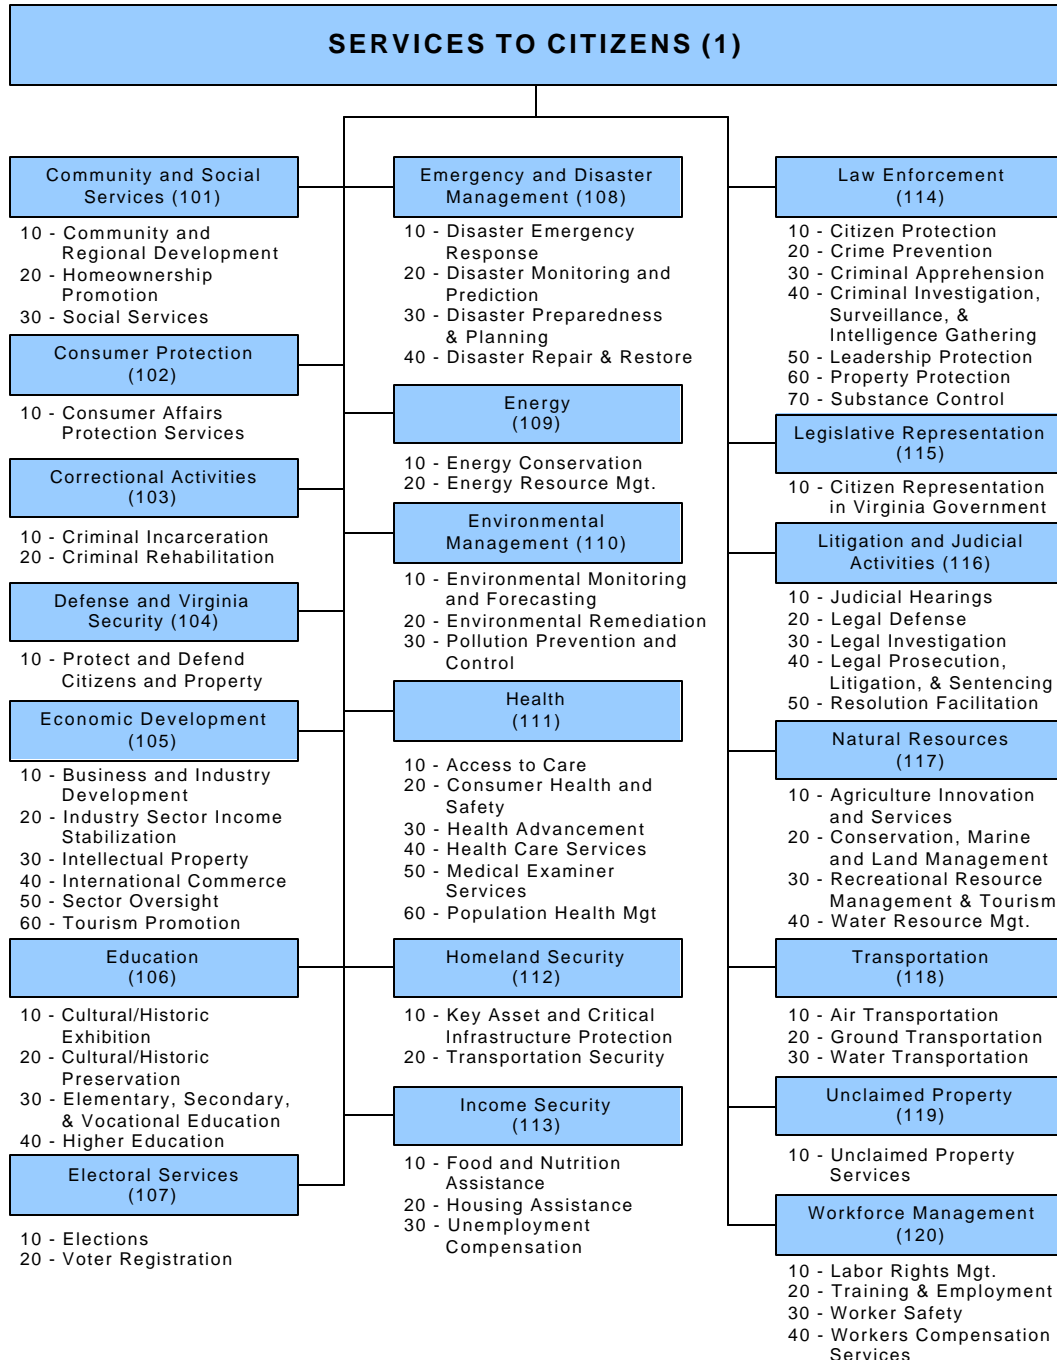 SERVICES TO CITIZENS (1)
Community and Social
Services (101)
10 - Community and
Regional Development
20 - Homeownership
Promotion
30 - Social Services
Consumer Protection
(102)
10 - Consumer Affairs
Protection Services
Correctional Activities
(103)
10 - Criminal Incarceration
20 - Criminal Rehabilitation
Defense and Virginia
Security (104)
10 - Protect and Defend
Citizens and Property
Economic Development
(105)
10 - Business and Industry
Development
20 - Industry Sector Income
Stabilization
30 - Intellectual Property
40 - International Commerce
50 - Sector Oversight
60 - Tourism Promotion
Education
(106)
10 - Cultural/Historic
Exhibition
20 - Cultural/Historic
Preservation
30 - Elementary, Secondary,
& Vocational Education
40 - Higher Education
Electoral Services
(107)
10 - Elections
20 - Voter Registration
Emergency and Disaster
Management (108)
10 - Disaster Emergency
Response
20 - Disaster Monitoring and
Prediction
30 - Disaster Preparedness
& Planning
40 - Disaster Repair & Restore
Energy
(109)
10 - Energy Conservation
20 - Energy Resource Mgt.
Environmental
Management (110)
10 - Environmental Monitoring
and Forecasting
20 - Environmental Remediation
30 - Pollution Prevention and
Control
Health
(111)
10 - Access to Care
20 - Consumer Health and
Safety
30 - Health Advancement
40 - Health Care Services
50 - Medical Examiner
Services
60 - Population Health Mgt
Homeland Security
(112)
10 - Key Asset and Critical
Infrastructure Protection
20 - Transportation Security
Income Security
(113)
10 - Food and Nutrition
Assistance
20 - Housing Assistance
30 - Unemployment
Compensation
Law Enforcement
(114)
10 - Citizen Protection
20 - Crime Prevention
30 - Criminal Apprehension
40 - Criminal Investigation,
Surveillance, &
Intelligence Gathering
50 - Leadership Protection
60 - Property Protection
70 - Substance Control
Legislative Representation
(115)
10 - Citizen Representation
in Virginia Government
Litigation and Judicial
Activities (116)
10 - Judicial Hearings
20 - Legal Defense
30 - Legal Investigation
40 - Legal Prosecution,
Litigation, & Sentencing
50 - Resolution Facilitation
Natural Resources
(117)
10 - Agriculture Innovation
and Services
20 - Conservation, Marine
and Land Management
30 - Recreational Resource
Management & Tourism
40 - Water Resource Mgt.
Transportation
(118)
10 - Air Transportation
20 - Ground Transportation
30 - Water Transportation
Unclaimed Property
(119)
10 - Unclaimed Property
Services
Workforce Management
(120)
10 - Labor Rights Mgt.
20 - Training & Employment
30 - Worker Safety
40 - Workers Compensation
Services